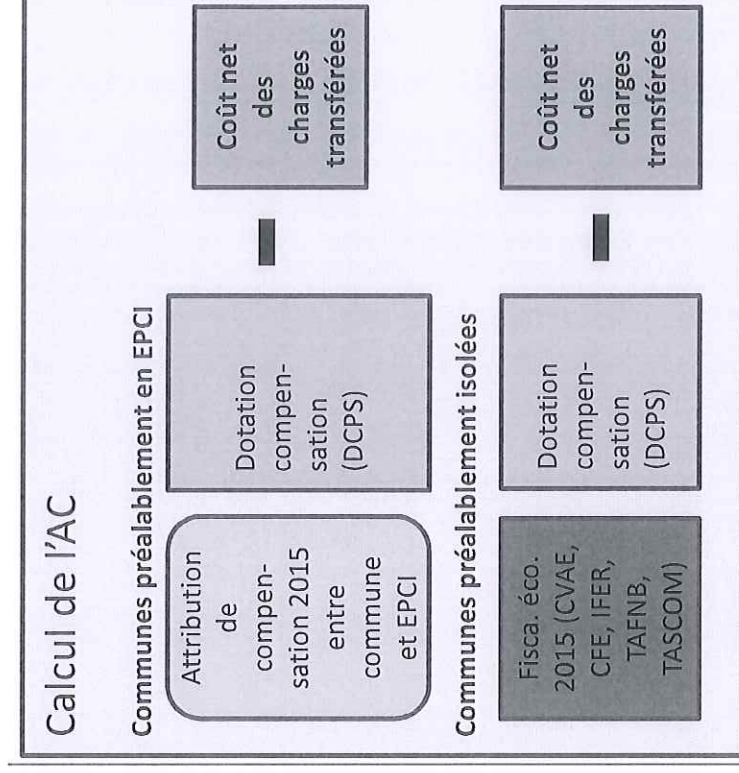 Calcul de l'AC
Communes préalablement en EPCI
Attribution
de
compen-
sation 2015
entre
commune
et EPCI
Dotation
compen-
sation
(DCPS)
Coût net
des
charges
transférées
Communes préalablement isolées
Fisca. éco.
2015 (CVAE,
CFE, IFER,
TAFNB,
TASCOM)
Dotation
compen-
sation
(DCPS)
Coût net
des
charges
transférées